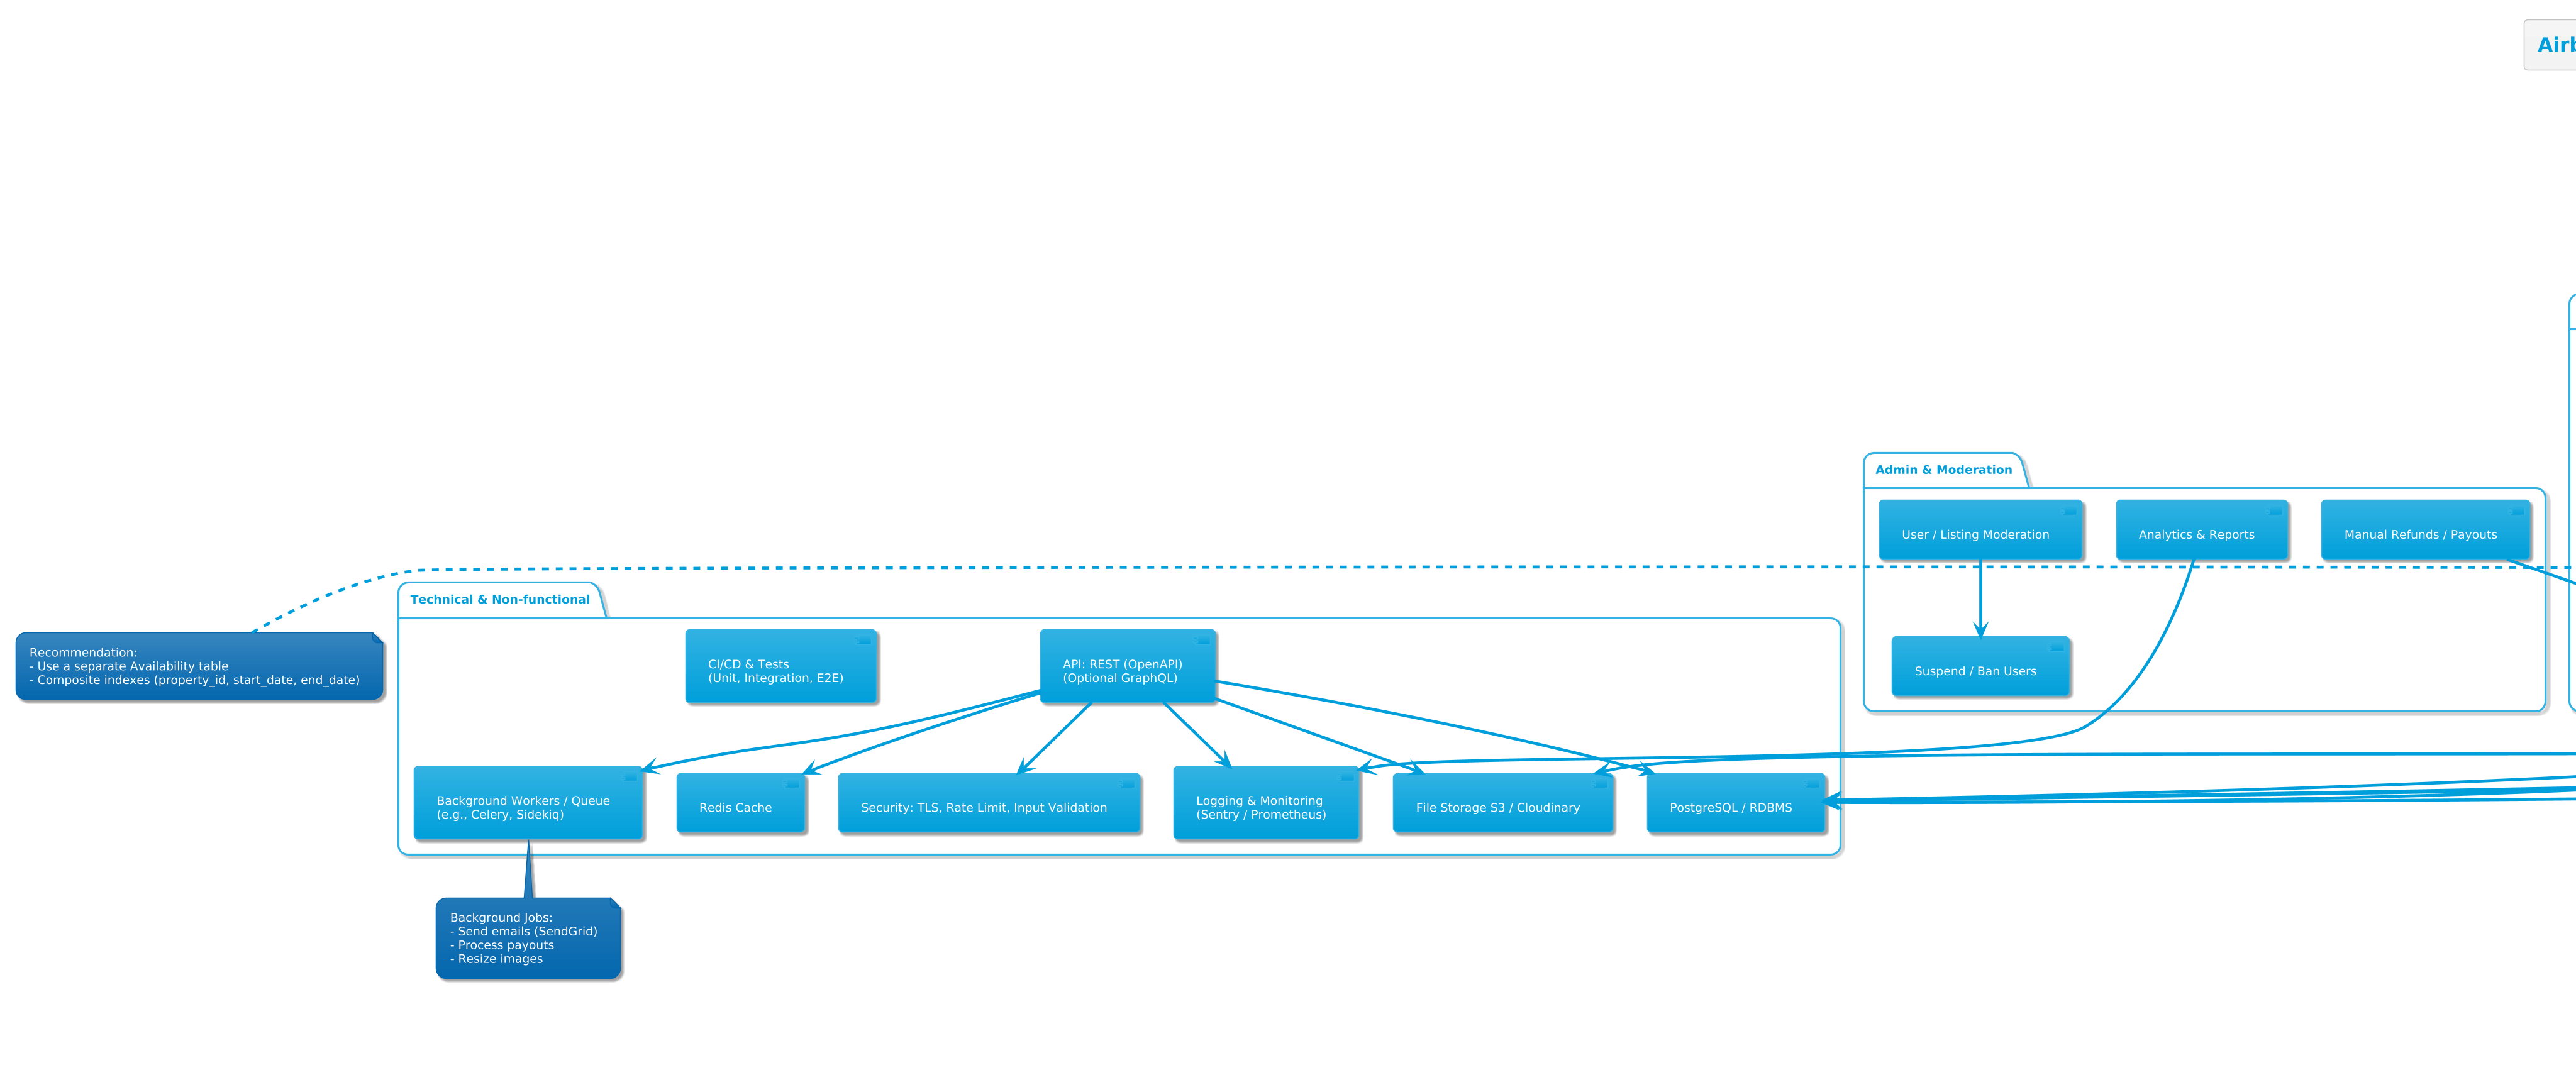 Admin & Moderation
User / Listing Moderation
Analytics & Reports
Manual Refunds / Payouts
Suspend / Ban Users
Technical & Non-functional
Recommendation:
- Use a separate Availability table
- Composite indexes (property_id, start_date, end_date)
CI/CD & Tests
(Unit, Integration, E2E)
API: REST (OpenAPI)
(Optional GraphQL)
Background Workers / Queue
(e.g., Celery, Sidekiq)
Redis Cache
Security: TLS, Rate Limit, Input Validation
Logging & Monitoring
(Sentry / Prometheus)
File Storage S3 / Cloudinary
PostgreSQL / RDBMS
Background Jobs:
- Send emails (SendGrid)
- Process payouts
- Resize images